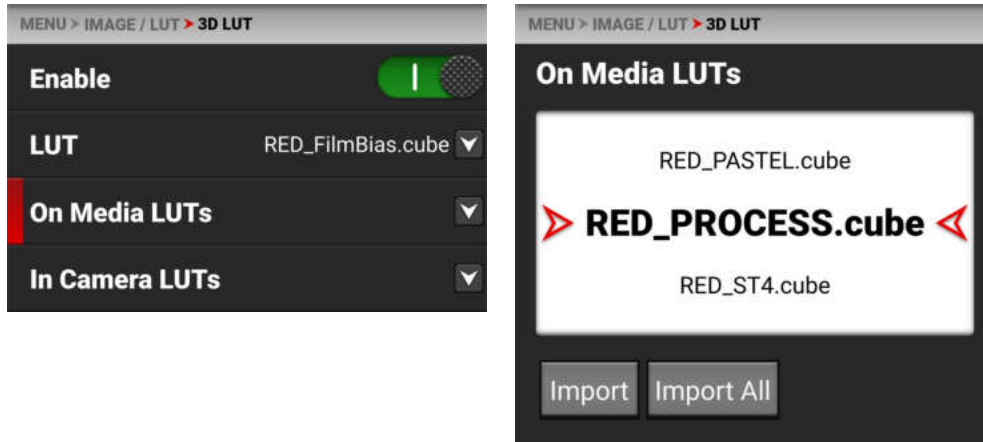 MENU > IMAGE / LUT > 3D LUT
Enable
LUT RED_FilmBias.cube
On Media LUTs
In Camera LUTs
MENU > IMAGE / LUT > 3D LUT
On Media LUTs
RED_PASTEL.cube
RED_PROCESS.cube
RED_ST4.cube
Import Import All